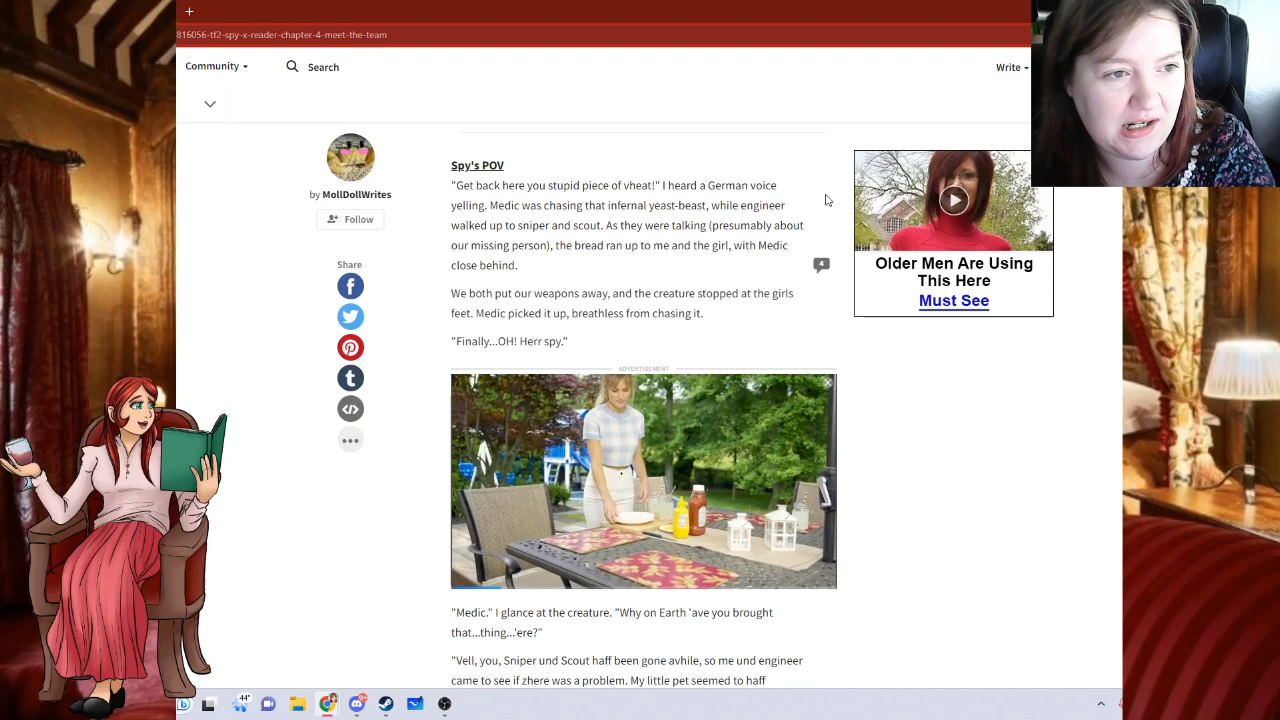 816056-tf2-spy-x-reader-chapter-4-meet-the-team
Community
Search
Write
by MollDollWrites
Follow
Share
Spy's POV
"Get back here you stupid piece of vheat!" I heard a German voice
yelling. Medic was chasing that infernal yeast-beast, while engineer
walked up to sniper and scout. As they were talking (presumably about
our missing person), the bread ran up to me and the girl, with Medic
close behind.
4
We both put our weapons away, and the creature stopped at the girls
feet. Medic picked it up, breathless from chasing it.
"Finally...OH! Herr spy."
ADVERTISEMENT
"Medic." I glance at the creature. "Why on Earth 'ave you brought
that...thing...'ere?"
"Vell, you, Sniper und Scout haff been gone avhile, so me und engineer
came to see if zhere was a problem. My little pet seemed to haff
Older Men Are Using
This Here
Must See
44°